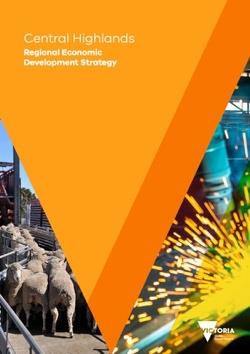 Central Highlands
Regional Economic
Development Strategy
VICTORIA